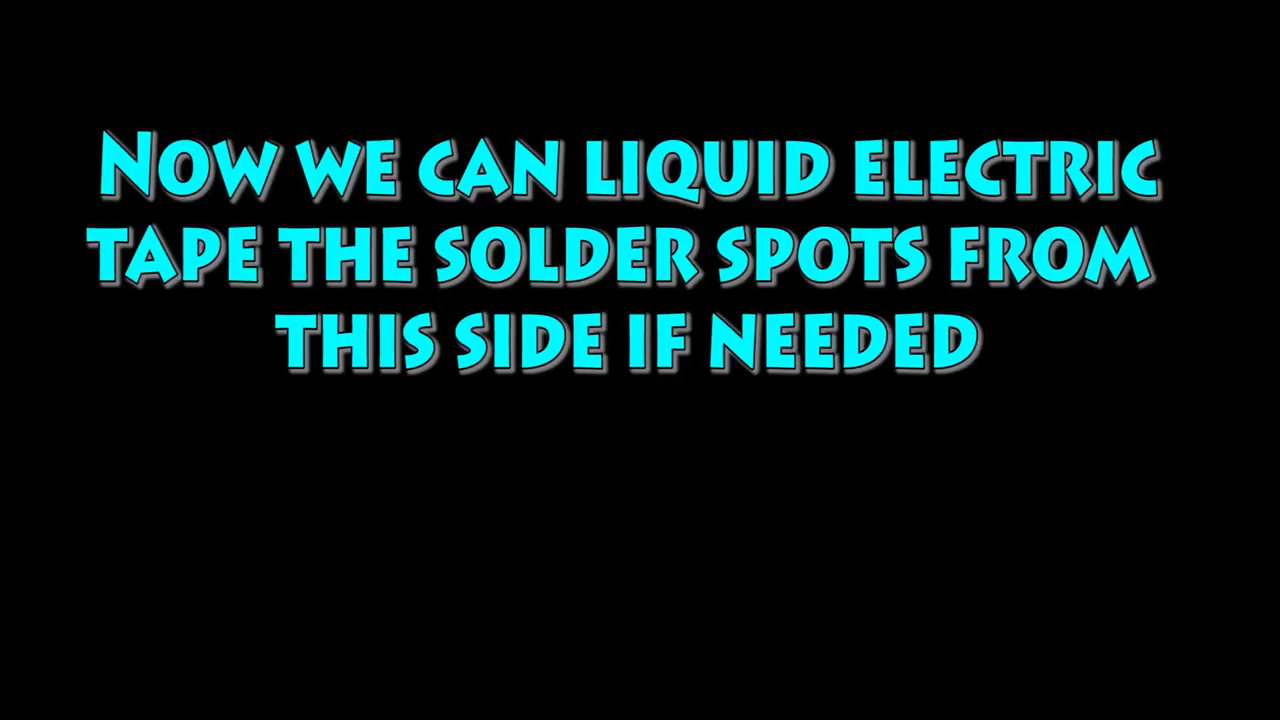 Now we can liquid electric
tape the solder spots from
this side if needed